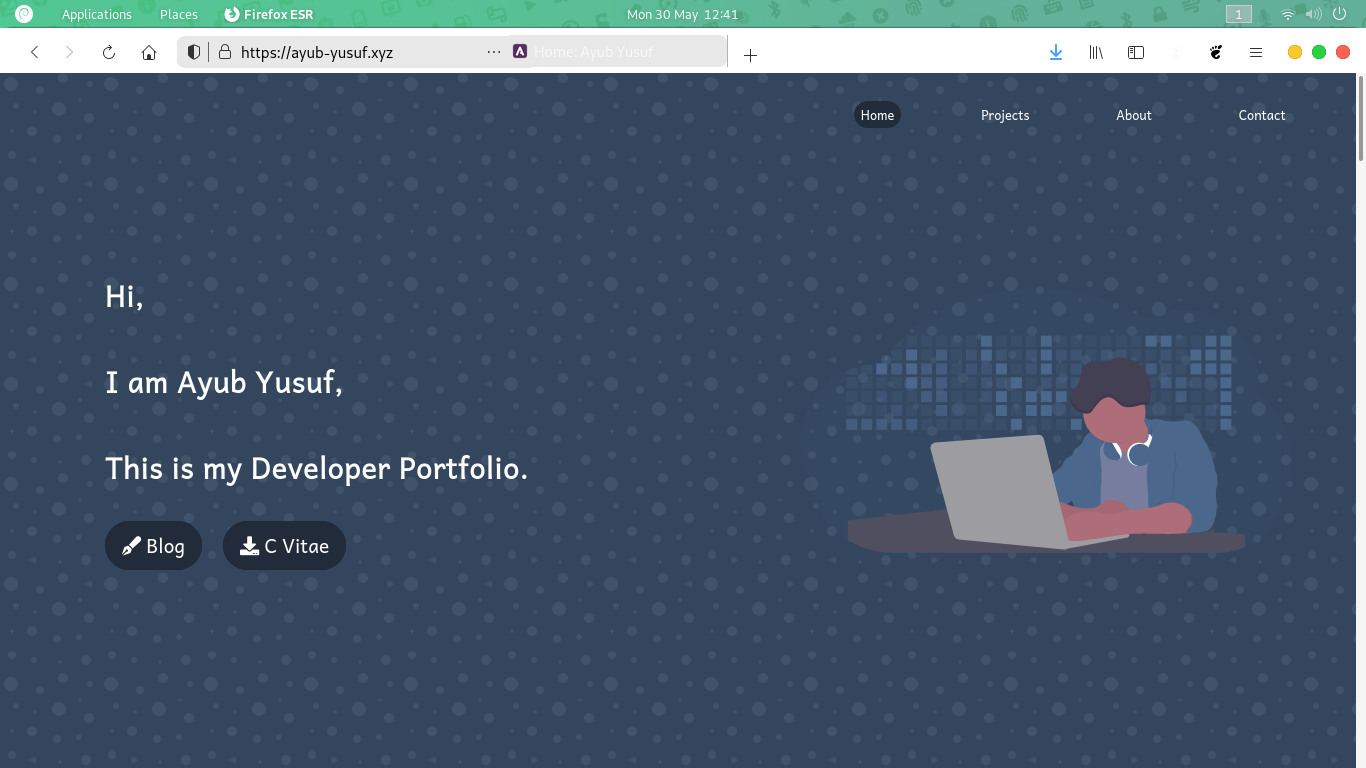 Applications Places Firefox ESR Mon 30 May 12:41 1
https://ayub-yusuf.xyz ··· A Home: Ayub Yusuf
Home Projects About Contact
Hi,
I am Ayub Yusuf,
This is my Developer Portfolio.
Blog C Vitae